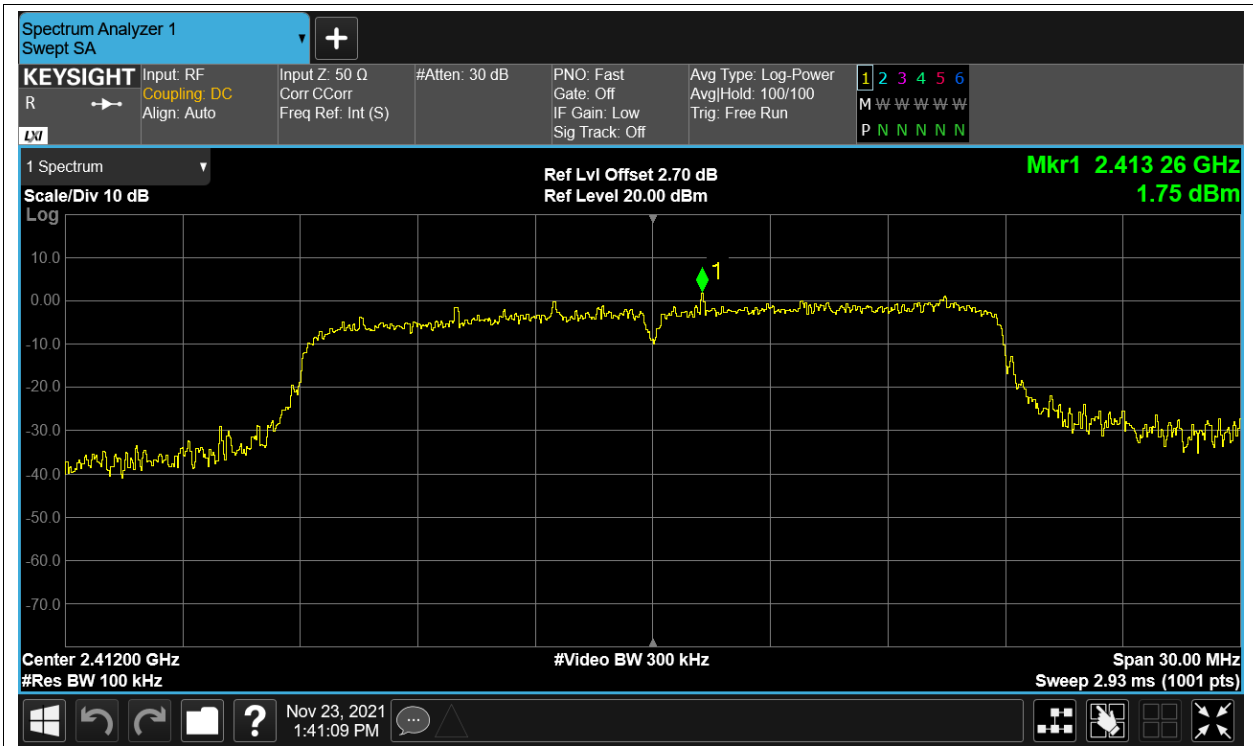 Spectrum Analyzer 1
Swept SA
KEYSIGHT
R
LXI
Input: RF
Coupling: DC
Align: Auto
Input Z: 50 Ω
Corr CCorr
Freq Ref: Int (S)
#Atten: 30 dB
PNO: Fast
Gate: Off
IF Gain: Low
Sig Track: Off
Avg Type: Log-Power
Avg|Hold: 100/100
Trig: Free Run
1 2 3 4 5 6
M W W W W W
P N N N N N
1 Spectrum
Scale/Div 10 dB
Log
Ref Lvl Offset 2.70 dB
Ref Level 20.00 dBm
Mkr1 2.413 26 GHz
1.75 dBm
1
10.0
0.00
-10.0
-20.0
-30.0
-40.0
-50.0
-60.0
-70.0
Center 2.41200 GHz
#Res BW 100 kHz
#Video BW 300 kHz
Span 30.00 MHz
Sweep 2.93 ms (1001 pts)
?
Nov 23, 2021
1:41:09 PM